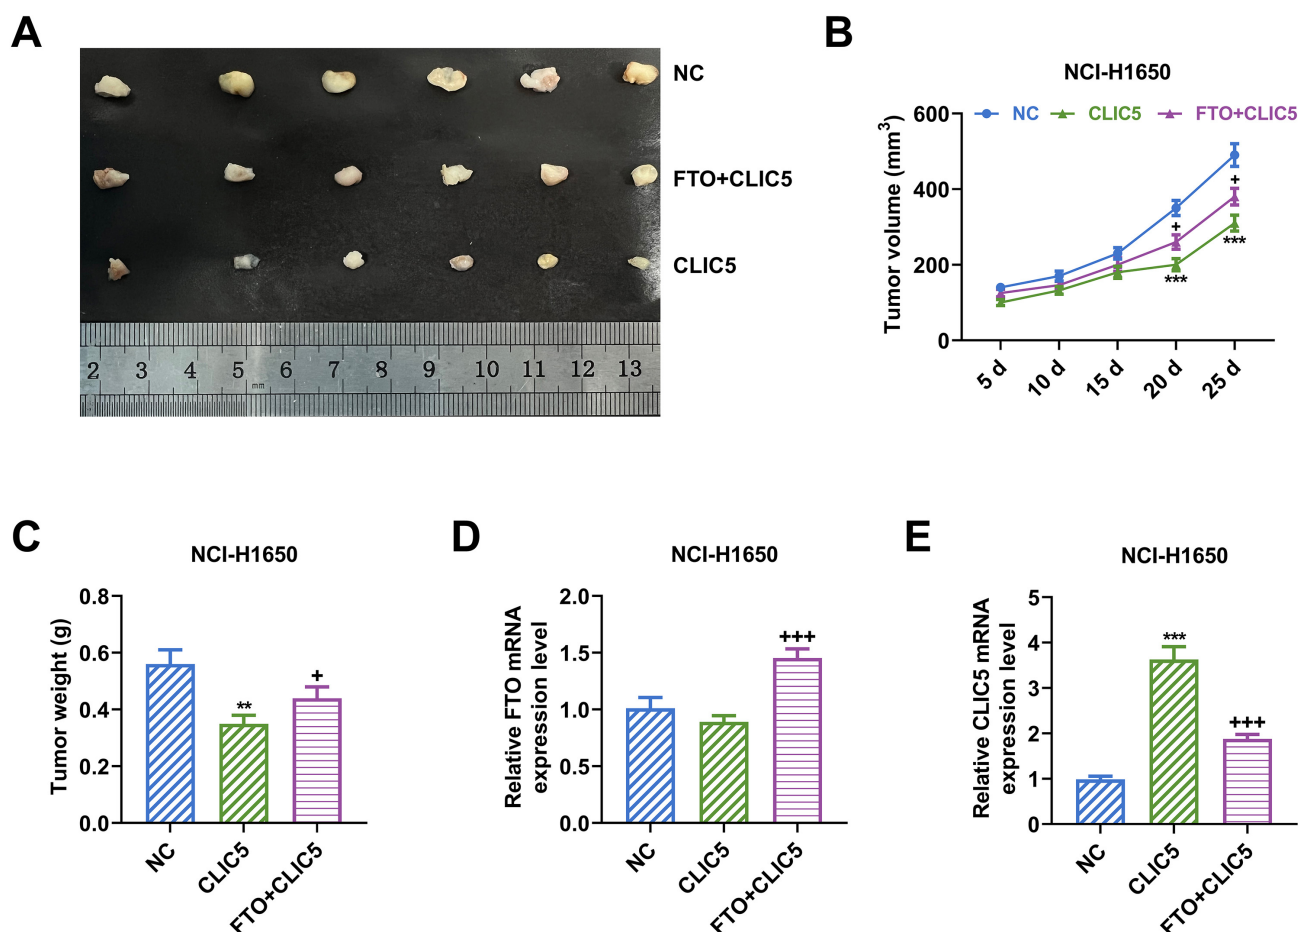 A
NC
FTO+CLIC5
CLIC5
2 3 4 5 6 7 8 9 10 11 12 13
mm
B
NCI-H1650
NC CLIC5 FTO+CLIC5
Tumor volume (mm³)
600
400
200
0
+
+
***
***
5 d 10 d 15 d 20 d 25 d
C
NCI-H1650
Tumor weight (g)
0.8
0.6
0.4
0.2
0.0
**
+
NC CLIC5 FTO+CLIC5
D
NCI-H1650
Relative FTO mRNA
expression level
2.0
1.5
1.0
0.5
0.0
+++
NC CLIC5 FTO+CLIC5
E
NCI-H1650
Relative CLIC5 mRNA
expression level
5
4
3
2
1
0
***
+++
NC CLIC5 FTO+CLIC5